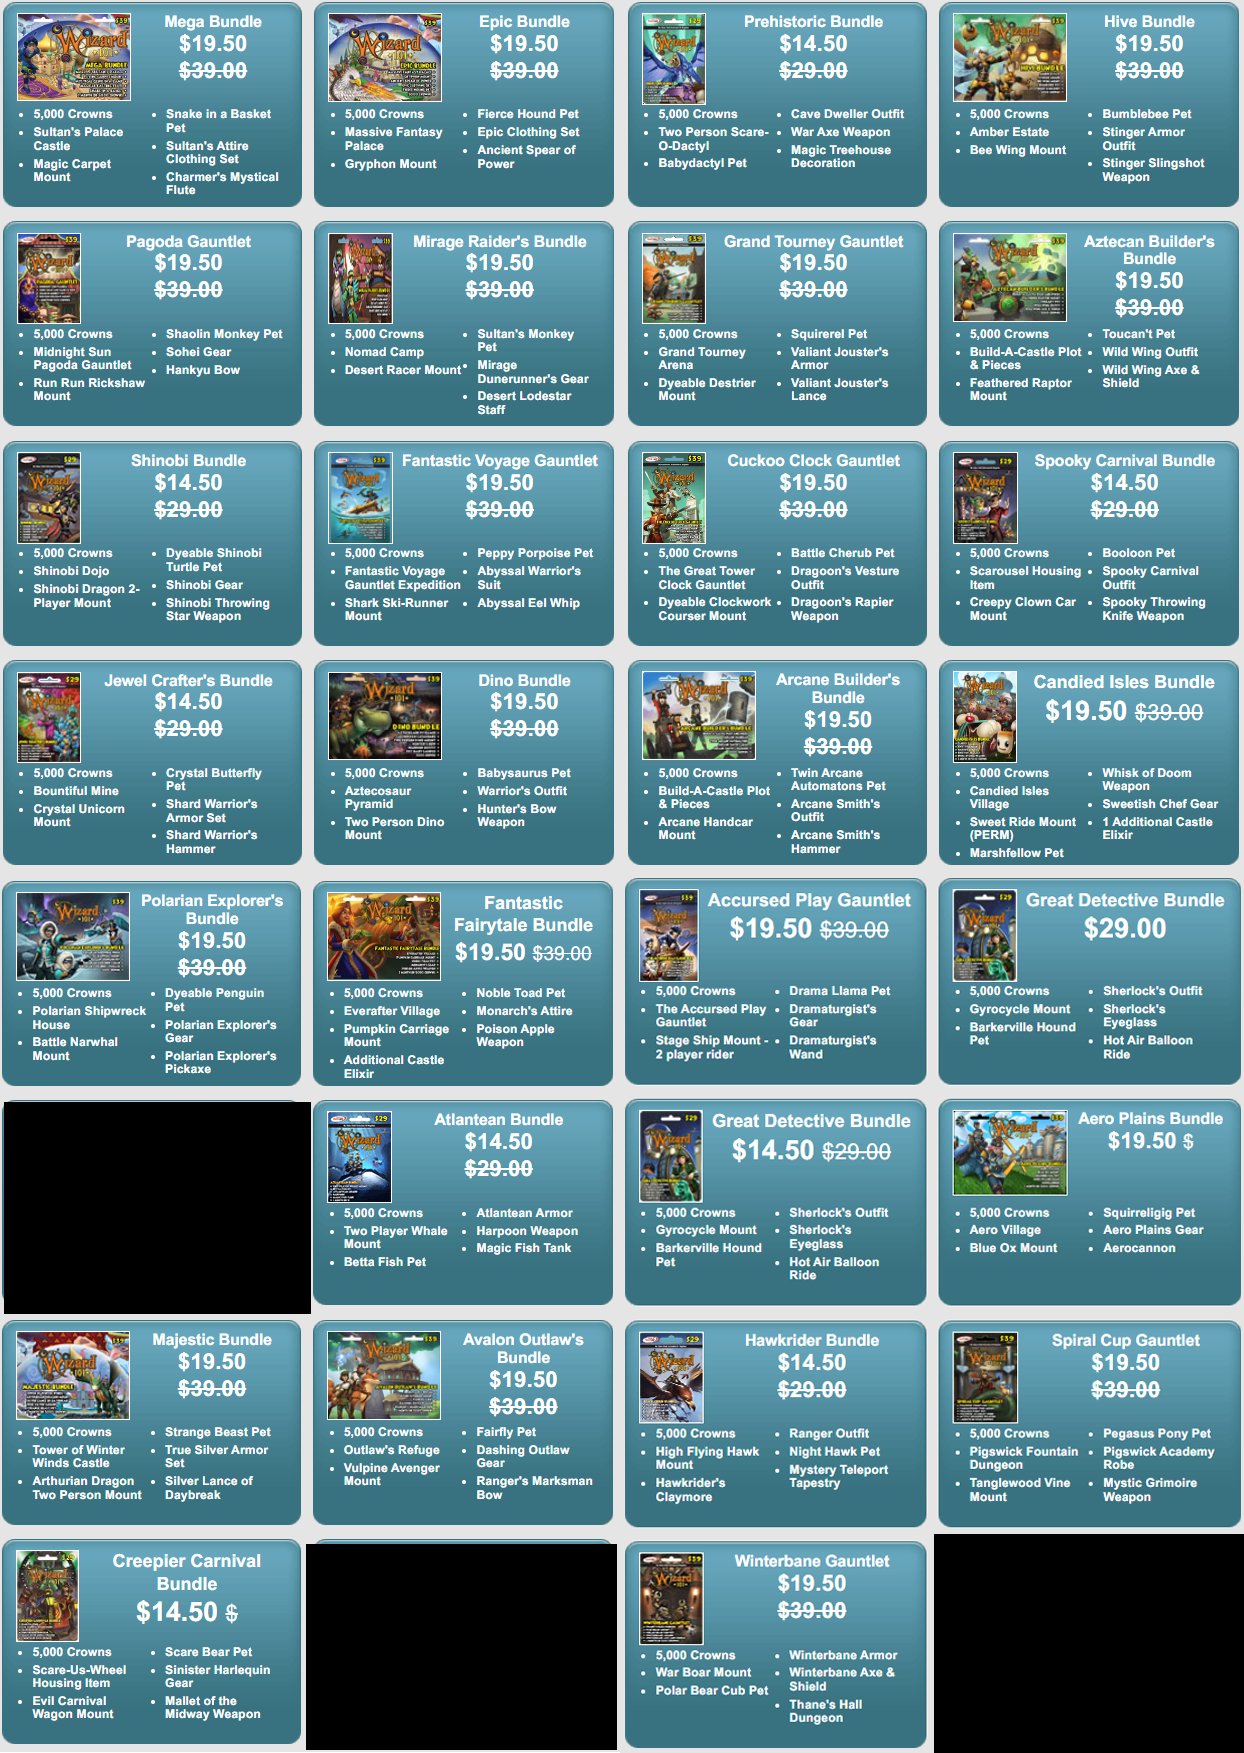 Mega Bundle
$19.50
$39.00
5,000 Crowns
Sultan's Palace
Castle
Magic Carpet
Mount
Snake in a Basket
Pet
Sultan's Attire
Clothing Set
Charmer's Mystical
Flute
Epic Bundle
$19.50
$39.00
5,000 Crowns
Massive Fantasy
Palace
Gryphon Mount
Fierce Hound Pet
Epic Clothing Set
Ancient Spear of
Power
Prehistoric Bundle
$14.50
$29.00
5,000 Crowns
Two Person Scare-
O-Dactyl
Babydactyl Pet
Cave Dweller Outfit
War Axe Weapon
Magic Treehouse
Decoration
Hive Bundle
$19.50
$39.00
5,000 Crowns
Amber Estate
Bee Wing Mount
Bumblebee Pet
Stinger Armor
Outfit
Stinger Slingshot
Weapon
Pagoda Gauntlet
$19.50
$39.00
5,000 Crowns
Midnight Sun
Pagoda Gauntlet
Run Run Rickshaw
Mount
Shaolin Monkey Pet
Sohei Gear
Hankyu Bow
Mirage Raider's Bundle
$19.50
$39.00
5,000 Crowns
Nomad Camp
Desert Racer Mount
Sultan's Monkey
Pet
Mirage
Dunerunner's Gear
Desert Lodestar
Staff
Grand Tourney Gauntlet
$19.50
$39.00
5,000 Crowns
Grand Tourney
Arena
Dyeable Destrier
Mount
Squirerel Pet
Valiant Jouster's
Armor
Valiant Jouster's
Lance
Aztecan Builder's
Bundle
$19.50
$39.00
5,000 Crowns
Build-A-Castle Plot
& Pieces
Feathered Raptor
Mount
Toucan't Pet
Wild Wing Outfit
Wild Wing Axe &
Shield
Shinobi Bundle
$14.50
$29.00
5,000 Crowns
Shinobi Dojo
Shinobi Dragon 2-
Player Mount
Dyeable Shinobi
Turtle Pet
Shinobi Gear
Shinobi Throwing
Star Weapon
Fantastic Voyage Gauntlet
$19.50
$39.00
5,000 Crowns
Fantastic Voyage
Gauntlet Expedition
Shark Ski-Runner
Mount
Peppy Porpoise Pet
Abyssal Warrior's
Suit
Abyssal Eel Whip
Cuckoo Clock Gauntlet
$19.50
$39.00
5,000 Crowns
The Great Tower
Clock Gauntlet
Dyeable Clockwork
Courser Mount
Battle Cherub Pet
Dragoon's Vesture
Outfit
Dragoon's Rapier
Weapon
Spooky Carnival Bundle
$14.50
$29.00
5,000 Crowns
Scarousel Housing
Item
Creepy Clown Car
Mount
Booloon Pet
Spooky Carnival
Outfit
Spooky Throwing
Knife Weapon
Jewel Crafter's Bundle
$14.50
$29.00
5,000 Crowns
Bountiful Mine
Crystal Unicorn
Mount
Crystal Butterfly
Pet
Shard Warrior's
Armor Set
Shard Warrior's
Hammer
Dino Bundle
$19.50
$39.00
5,000 Crowns
Aztecosaur
Pyramid
Two Person Dino
Mount
Babysaurus Pet
Warrior's Outfit
Hunter's Bow
Weapon
Arcane Builder's
Bundle
$19.50
$39.00
5,000 Crowns
Build-A-Castle Plot
& Pieces
Arcane Handcar
Mount
Twin Arcane
Automatons Pet
Arcane Smith's
Outfit
Arcane Smith's
Hammer
Candied Isles Bundle
$19.50 $39.00
5,000 Crowns
Candied Isles
Village
Sweet Ride Mount
(PERM)
Marshfellow Pet
Whisk of Doom
Weapon
Sweetish Chef Gear
1 Additional Castle
Elixir
Polarian Explorer's
Bundle
$19.50
$39.00
5,000 Crowns
Polarian Shipwreck
House
Battle Narwhal
Mount
Dyeable Penguin
Pet
Polarian Explorer's
Gear
Polarian Explorer's
Pickaxe
Fantastic
Fairytale Bundle
$19.50 $39.00
5,000 Crowns
Everafter Village
Pumpkin Carriage
Mount
Additional Castle
Elixir
Noble Toad Pet
Monarch's Attire
Poison Apple
Weapon
Accursed Play Gauntlet
$19.50 $39.00
5,000 Crowns
The Accursed Play
Gauntlet
Stage Ship Mount -
2 player rider
Drama Llama Pet
Dramaturgist's
Gear
Dramaturgist's
Wand
Great Detective Bundle
$29.00
5,000 Crowns
Gyrocycle Mount
Barkerville Hound
Pet
Sherlock's Outfit
Sherlock's
Eyeglass
Hot Air Balloon
Ride
Atlantean Bundle
$14.50
$29.00
5,000 Crowns
Two Player Whale
Mount
Betta Fish Pet
Atlantean Armor
Harpoon Weapon
Magic Fish Tank
Great Detective Bundle
$14.50 $29.00
5,000 Crowns
Gyrocycle Mount
Barkerville Hound
Pet
Sherlock's Outfit
Sherlock's
Eyeglass
Hot Air Balloon
Ride
Aero Plains Bundle
$19.50 $
5,000 Crowns
Aero Village
Blue Ox Mount
Squirreligig Pet
Aero Plains Gear
Aerocannon
Majestic Bundle
$19.50
$39.00
5,000 Crowns
Tower of Winter
Winds Castle
Arthurian Dragon
Two Person Mount
Strange Beast Pet
True Silver Armor
Set
Silver Lance of
Daybreak
Avalon Outlaw's
Bundle
$19.50
$39.00
5,000 Crowns
Outlaw's Refuge
Vulpine Avenger
Mount
Fairfly Pet
Dashing Outlaw
Gear
Ranger's Marksman
Bow
Hawkrider Bundle
$14.50
$29.00
5,000 Crowns
High Flying Hawk
Mount
Hawkrider's
Claymore
Ranger Outfit
Night Hawk Pet
Mystery Teleport
Tapestry
Spiral Cup Gauntlet
$19.50
$39.00
5,000 Crowns
Pigswick Fountain
Dungeon
Tanglewood Vine
Mount
Pegasus Pony Pet
Pigswick Academy
Robe
Mystic Grimoire
Weapon
Creepier Carnival
Bundle
$14.50 $
5,000 Crowns
Scare-Us-Wheel
Housing Item
Evil Carnival
Wagon Mount
Scare Bear Pet
Sinister Harlequin
Gear
Mallet of the
Midway Weapon
Winterbane Gauntlet
$19.50
$39.00
5,000 Crowns
War Boar Mount
Polar Bear Cub Pet
Winterbane Armor
Winterbane Axe &
Shield
Thane's Hall
Dungeon